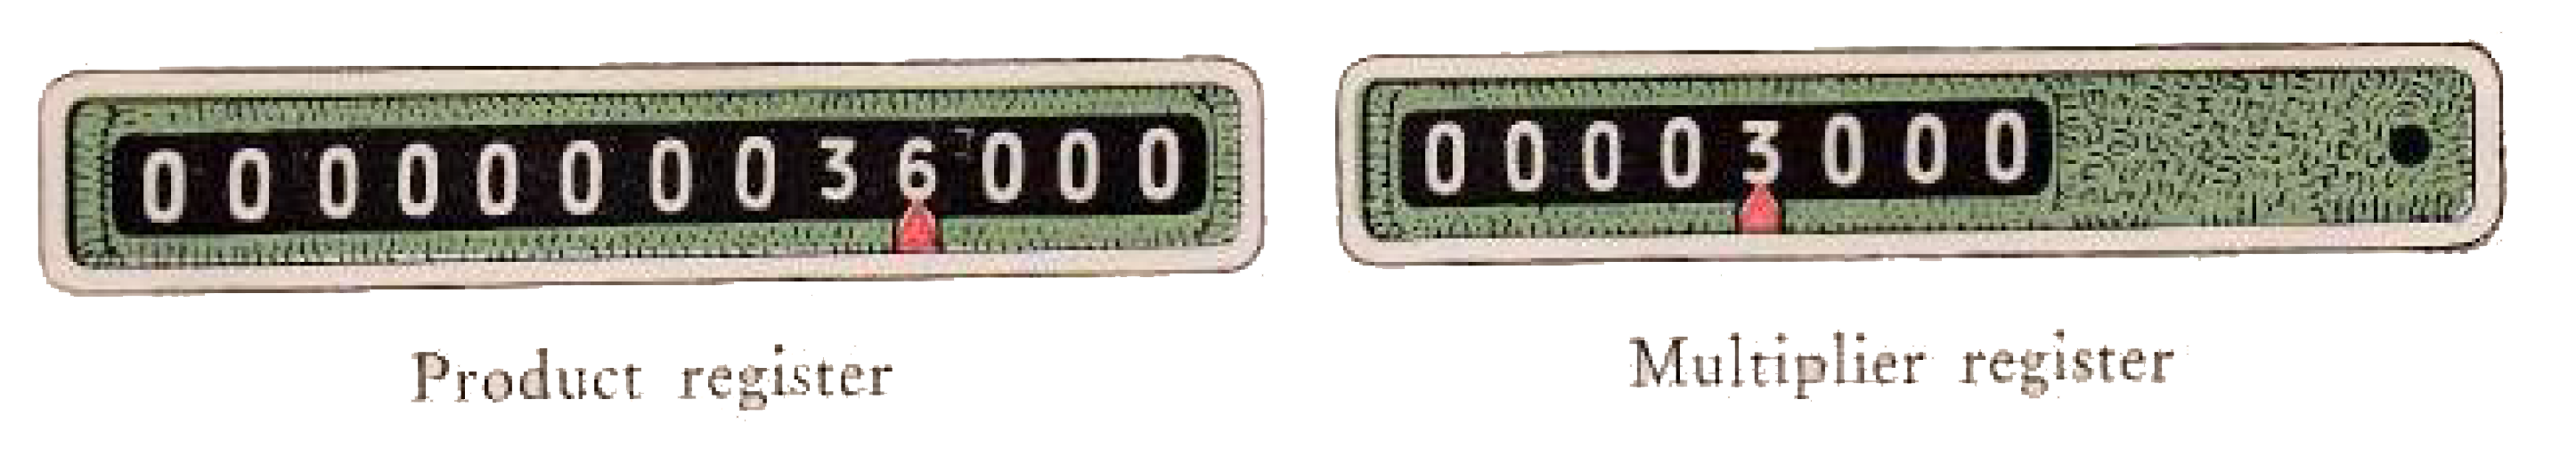 0 0 0 0 0 0 0 0 3 6 0 0 0
0 0 0 0 3 0 0 0
Product register
Multiplier register